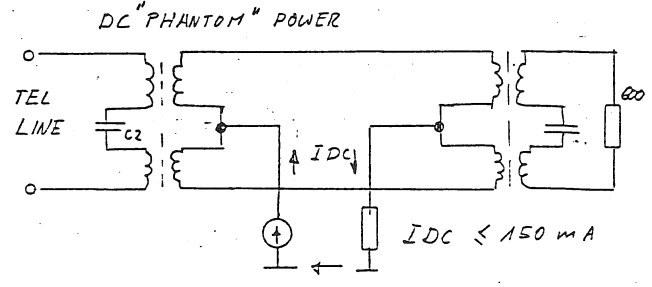 DC "PHANTOM" POWER
TEL
LINE
C2
IDC
600
IDC ≤ 150 mA